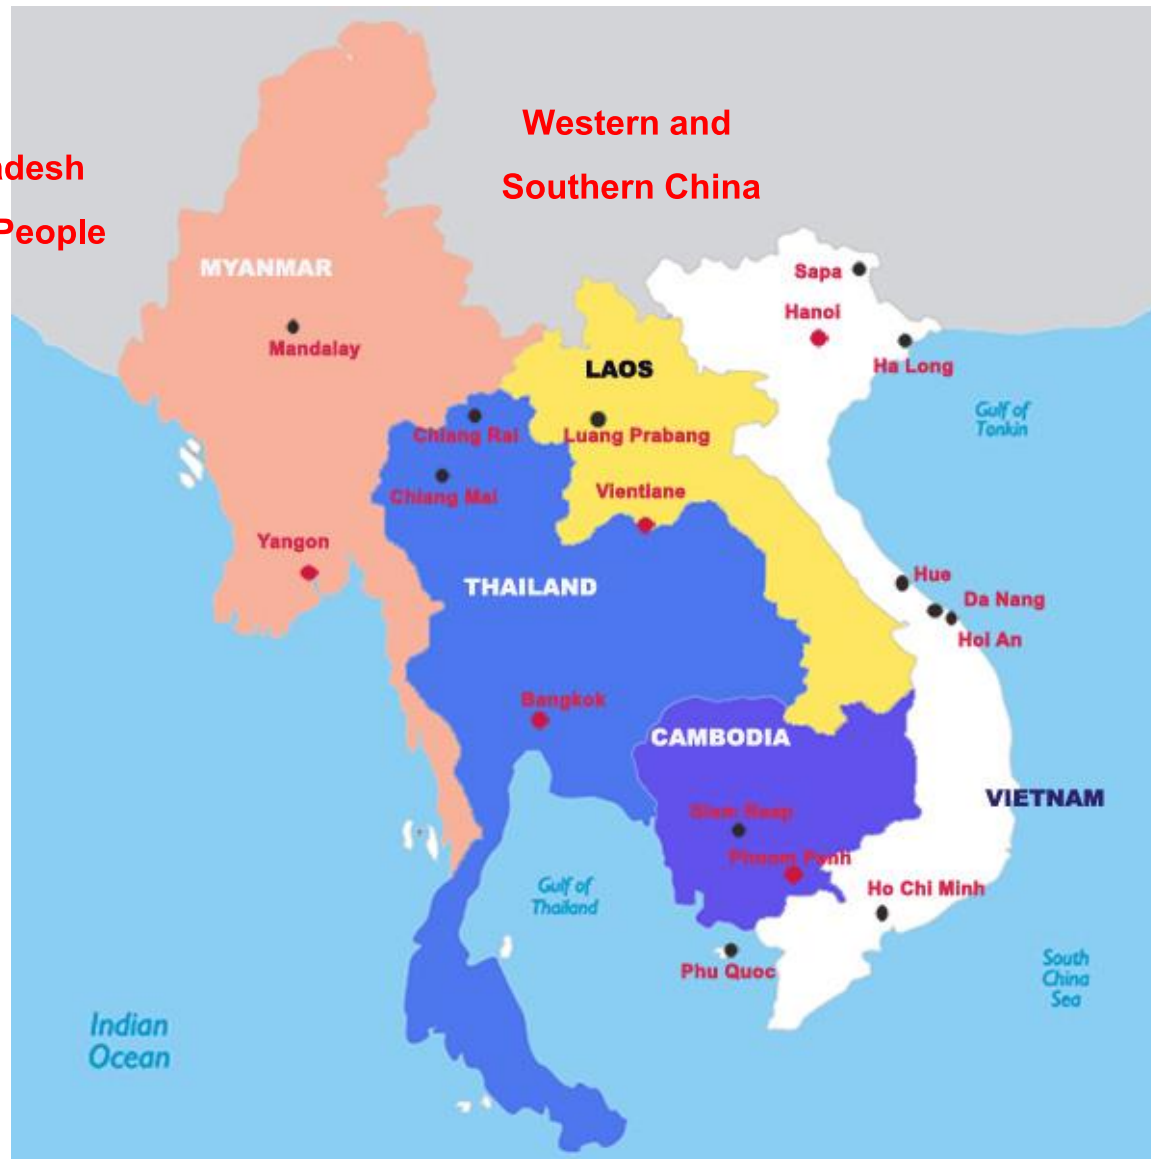 Western and
Southern China
adesh
People
MYANMAR
Sapa
Hanoi
Mandalay
Ha Long
LAOS
Gulf of
Tonkin
Chiang Rai
Luang Prabang
Chiang Mai
Vientiane
Yangon
THAILAND
Hue
Da Nang
Hoi An
Bangkok
CAMBODIA
VIETNAM
Siem Reap
Phnom Penh
Ho Chi Minh
Gulf of
Thailand
Phu Quoc
South
China
Sea
Indian
Ocean